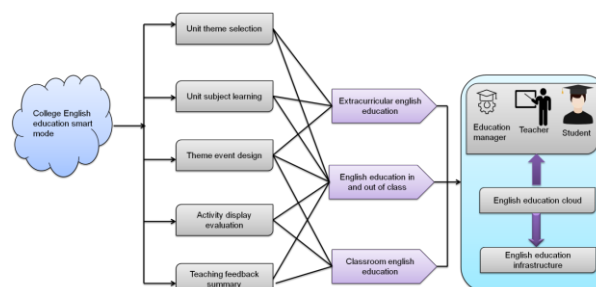 College English
education smart
mode
Unit theme selection
Unit subject learning
Theme event design
Activity display
evaluation
Teaching feedback
summary
Extracurricular english
education
English education in
and out of class
Classroom english
education
Education
manager
Teacher
Student
English education cloud
English education
infrastructure